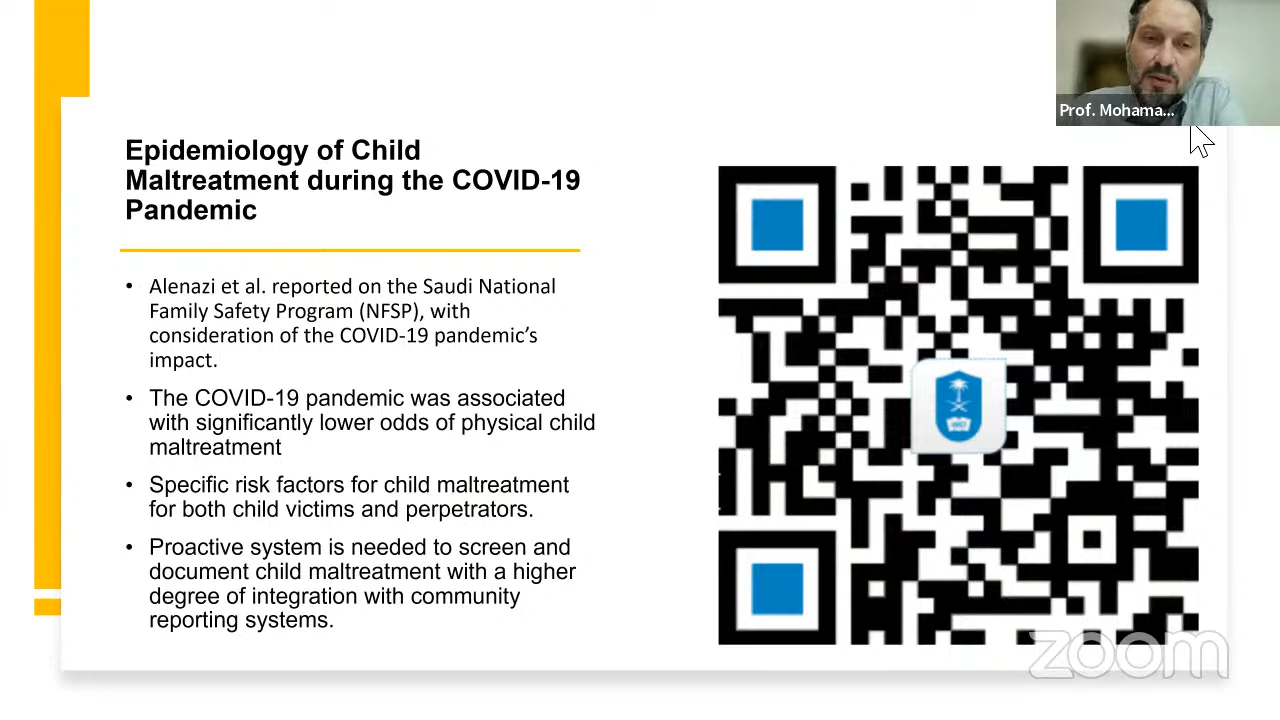 Prof. Mohama...
Epidemiology of Child
Maltreatment during the COVID-19
Pandemic
• Alenazi et al. reported on the Saudi National
Family Safety Program (NFSP), with
consideration of the COVID-19 pandemic's
impact.
• The COVID-19 pandemic was associated
with significantly lower odds of physical child
maltreatment
• Specific risk factors for child maltreatment
for both child victims and perpetrators.
• Proactive system is needed to screen and
document child maltreatment with a higher
degree of integration with community
reporting systems.
zoom